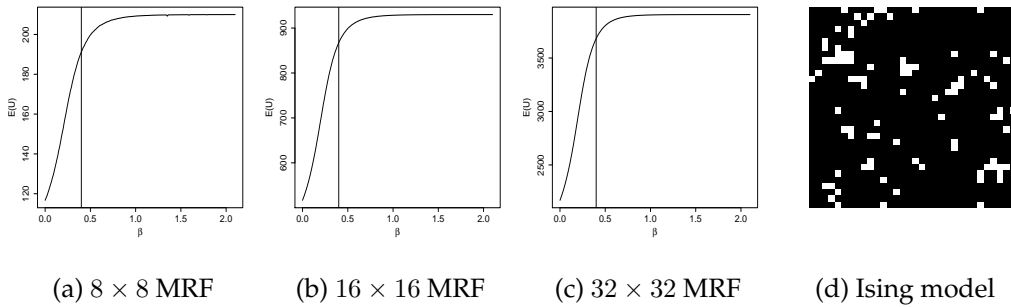 E(U)
120 140 160 180 200
0.0 0.5 1.0 1.5 2.0
β
E(U)
600 700 800 900
0.0 0.5 1.0 1.5 2.0
β
E(U)
2500 3000 3500
0.0 0.5 1.0 1.5 2.0
β
(a) 8 × 8 MRF (b) 16 × 16 MRF (c) 32 × 32 MRF (d) Ising model